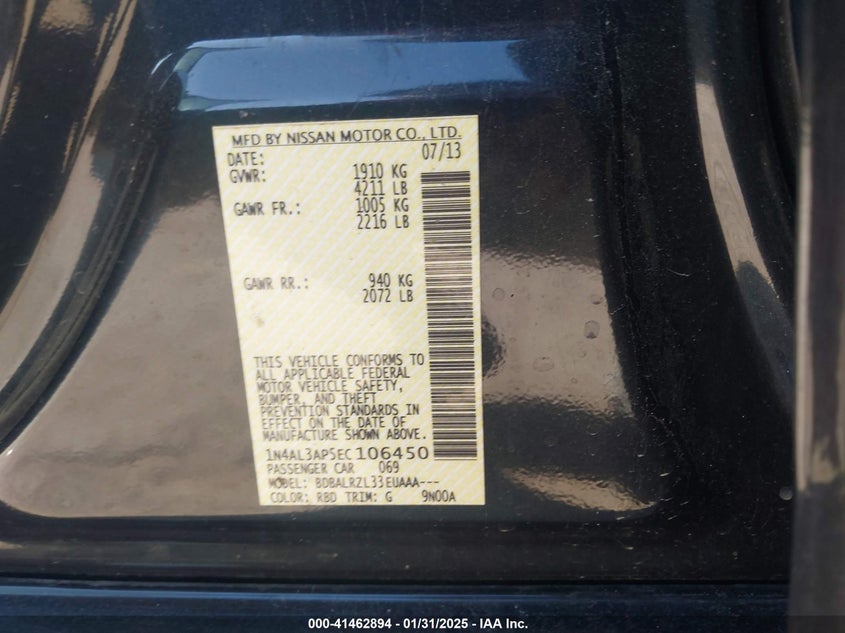 MFD BY NISSAN MOTOR CO., LTD.
DATE: 07/13
GVWR: 1910 KG
4211 LB
GAWR FR.: 1005 KG
2216 LB
GAWR RR.: 940 KG
2072 LB
THIS VEHICLE CONFORMS TO
ALL APPLICABLE FEDERAL
MOTOR VEHICLE SAFETY,
BUMPER, AND THEFT
PREVENTION STANDARDS IN
EFFECT ON THE DATE OF
MANUFACTURE SHOWN ABOVE.
1N4AL3AP5EC106450
PASSENGER CAR 069
MODEL: BDBALRZL33EUAAA---
COLOR: RBD TRIM: G 9N00A
000-41462894 / 01/31/2025 - IAA Inc.